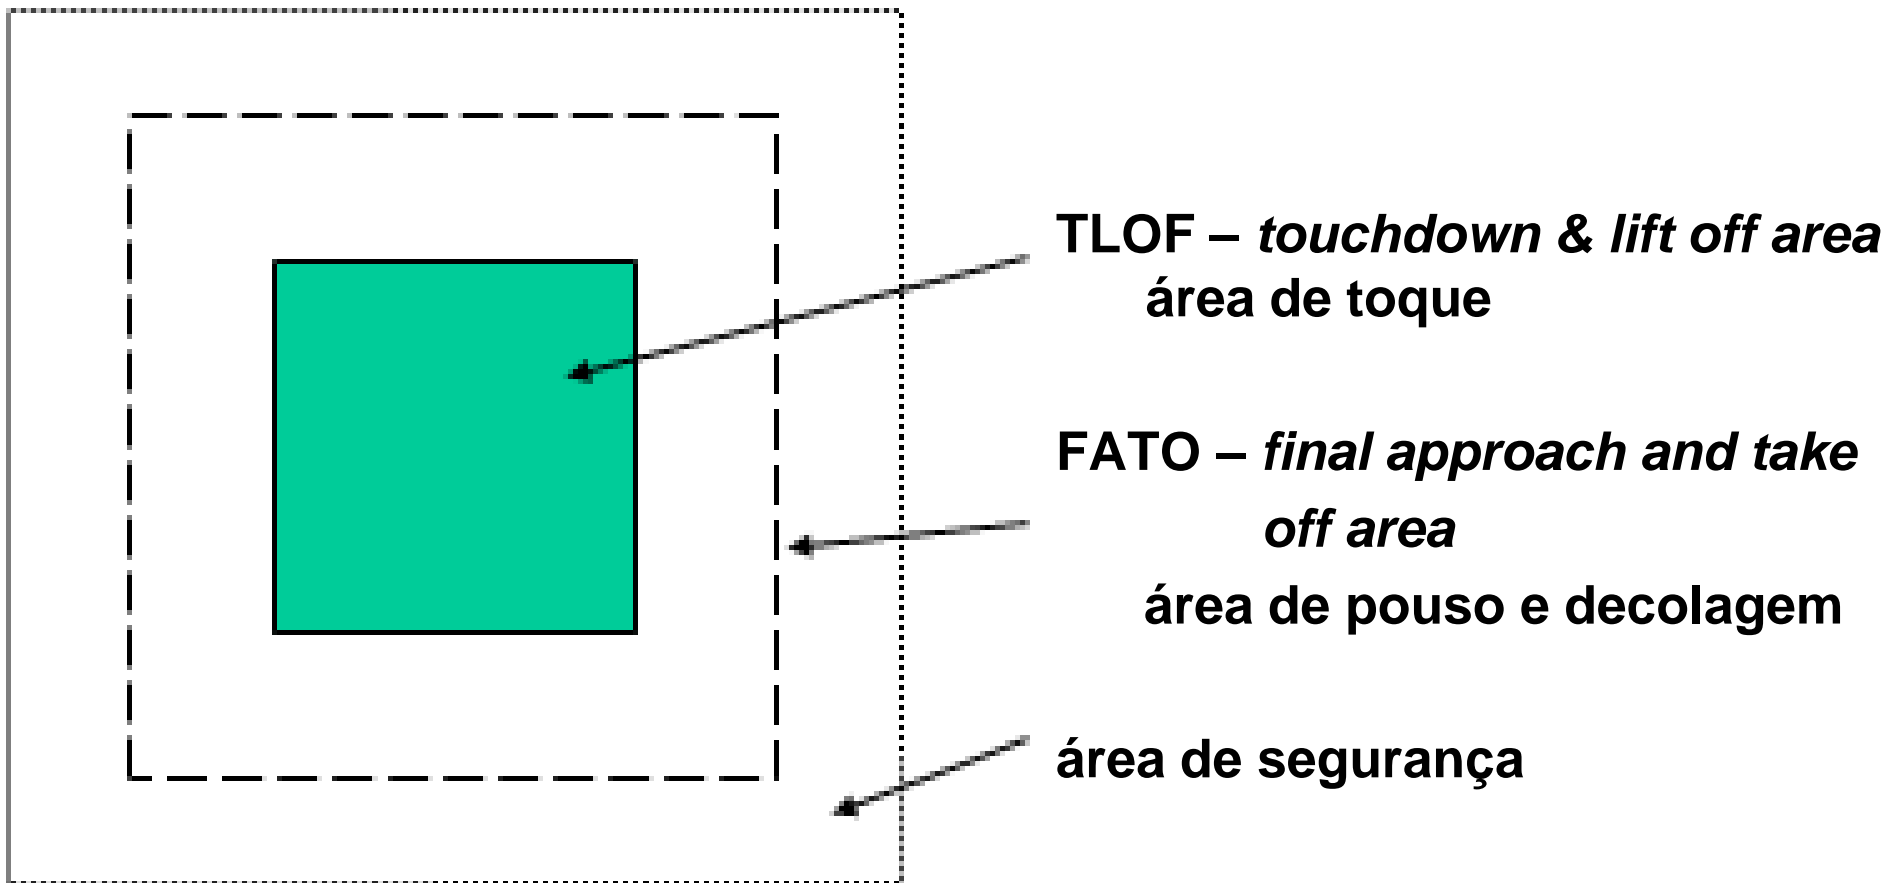 TLOF – touchdown & lift off area
área de toque
FATO – final approach and take
off area
área de pouso e decolagem
área de segurança